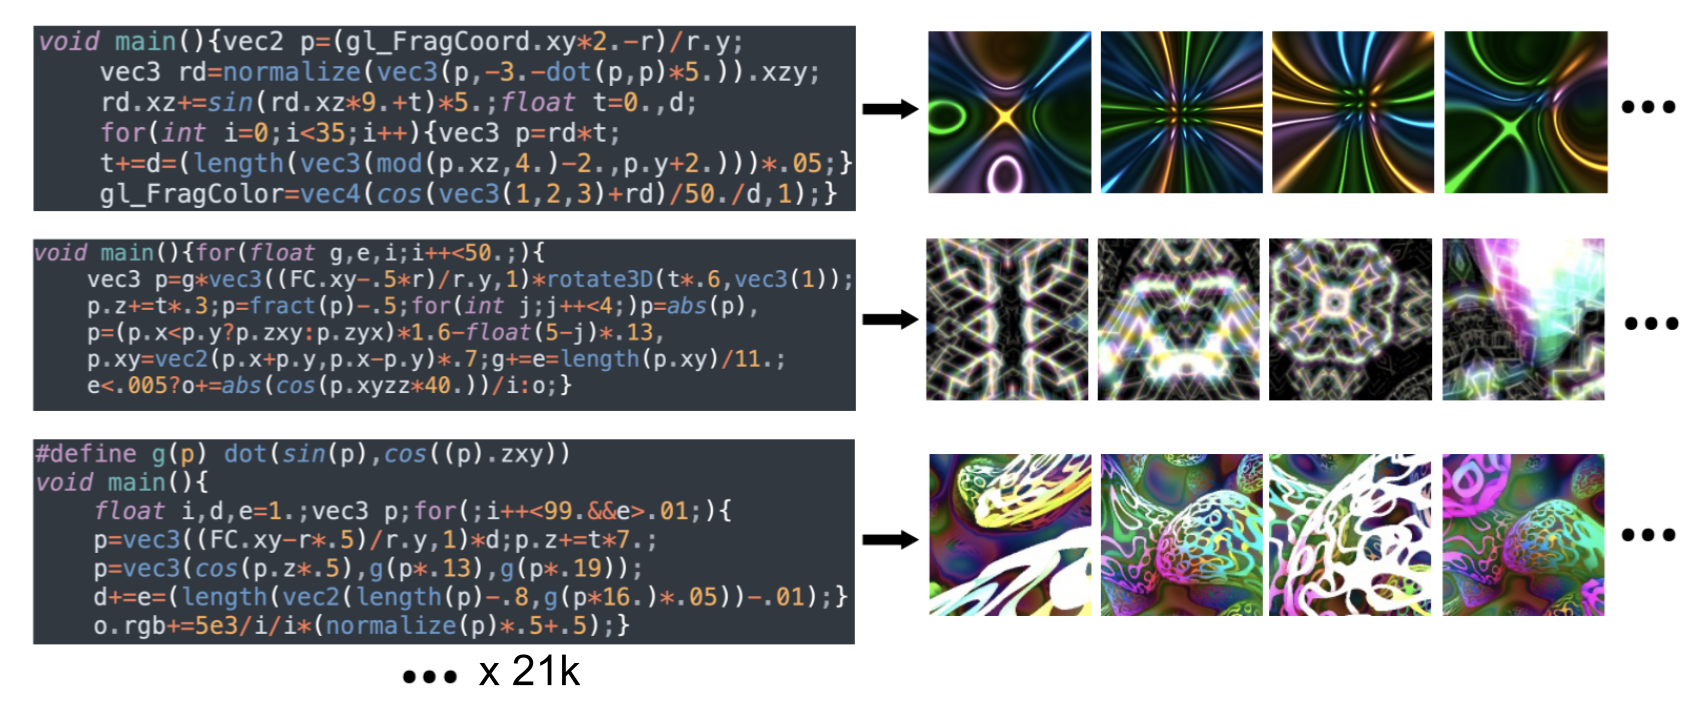 void main(){vec2 p=(gl_FragCoord.xy*2.-r)/r.y;
vec3 rd=normalize(vec3(p,-3.-dot(p,p)*5.)).xzy;
rd.xz+=sin(rd.xz*9.+t)*5.;float t=0.,d;
for(int i=0;i<35;i++){vec3 p=rd*t;
t+=d=(length(vec3(mod(p.xz,4.)-2.,p.y+2.)))*.05;}
gl_FragColor=vec4(cos(vec3(1,2,3)+rd)/50./d,1);}
void main(){for(float g,e,i;i++<50.;){
vec3 p=g*vec3((FC.xy-.5*r)/r.y,1)*rotate3D(t*.6,vec3(1));
p.z+=t*.3;p=fract(p)-.5;for(int j;j++<4;)p=abs(p),
p=(p.x<p.y?p.zxy:p.zyx)*1.6-float(5-j)*.13,
p.xy=vec2(p.x+p.y,p.x-p.y)*.7;g+=e=length(p.xy)/11.;
e<.005?o+=abs(cos(p.xyzz*40.))/i:o;}
#define g(p) dot(sin(p),cos((p).zxy))
void main(){
float i,d,e=1.;vec3 p;for(;i++<99.&&e>.01;){
p=vec3((FC.xy-r*.5)/r.y,1)*d;p.z+=t*7.;
p=vec3(cos(p.z*.5),g(p*.13),g(p*.19));
d+=e=(length(vec2(length(p)-.8,g(p*16.)*.05))-.01);}
o.rgb+=5e3/i/i*(normalize(p)*.5+.5);}
••• x 21k